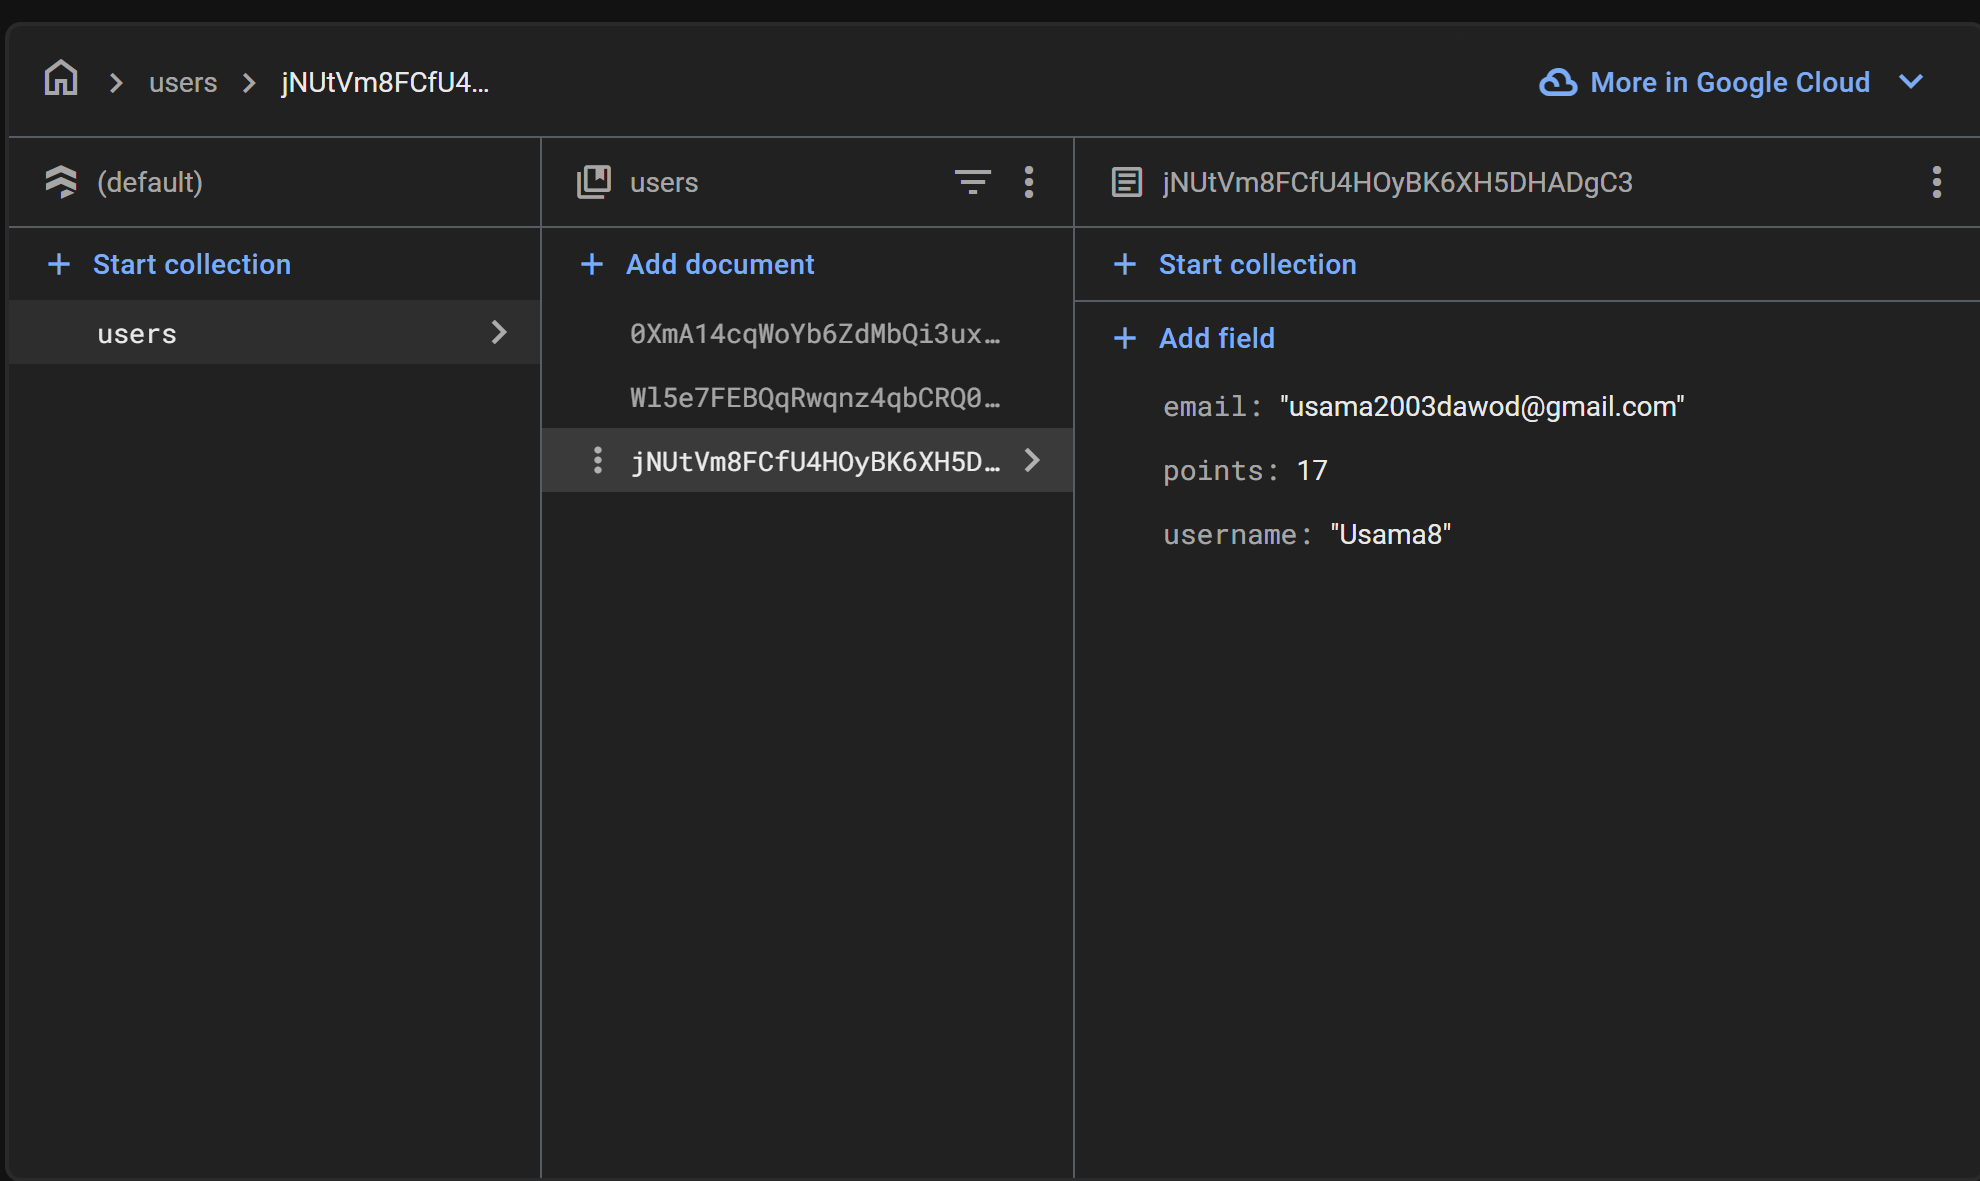 users
jNUtVm8FCfU4...
More in Google Cloud
(default)
Start collection
users
users
Add document
0XmA14cqWoYb6ZdMbQi3ux…
Wl5e7FEBQqRwqnz4qbCRQ0…
jNUtVm8FCfU4HOyBK6XH5D…
jNUtVm8FCfU4HOyBK6XH5DHADgC3
Start collection
Add field
email: "usama2003dawod@gmail.com"
points: 17
username: "Usama8"